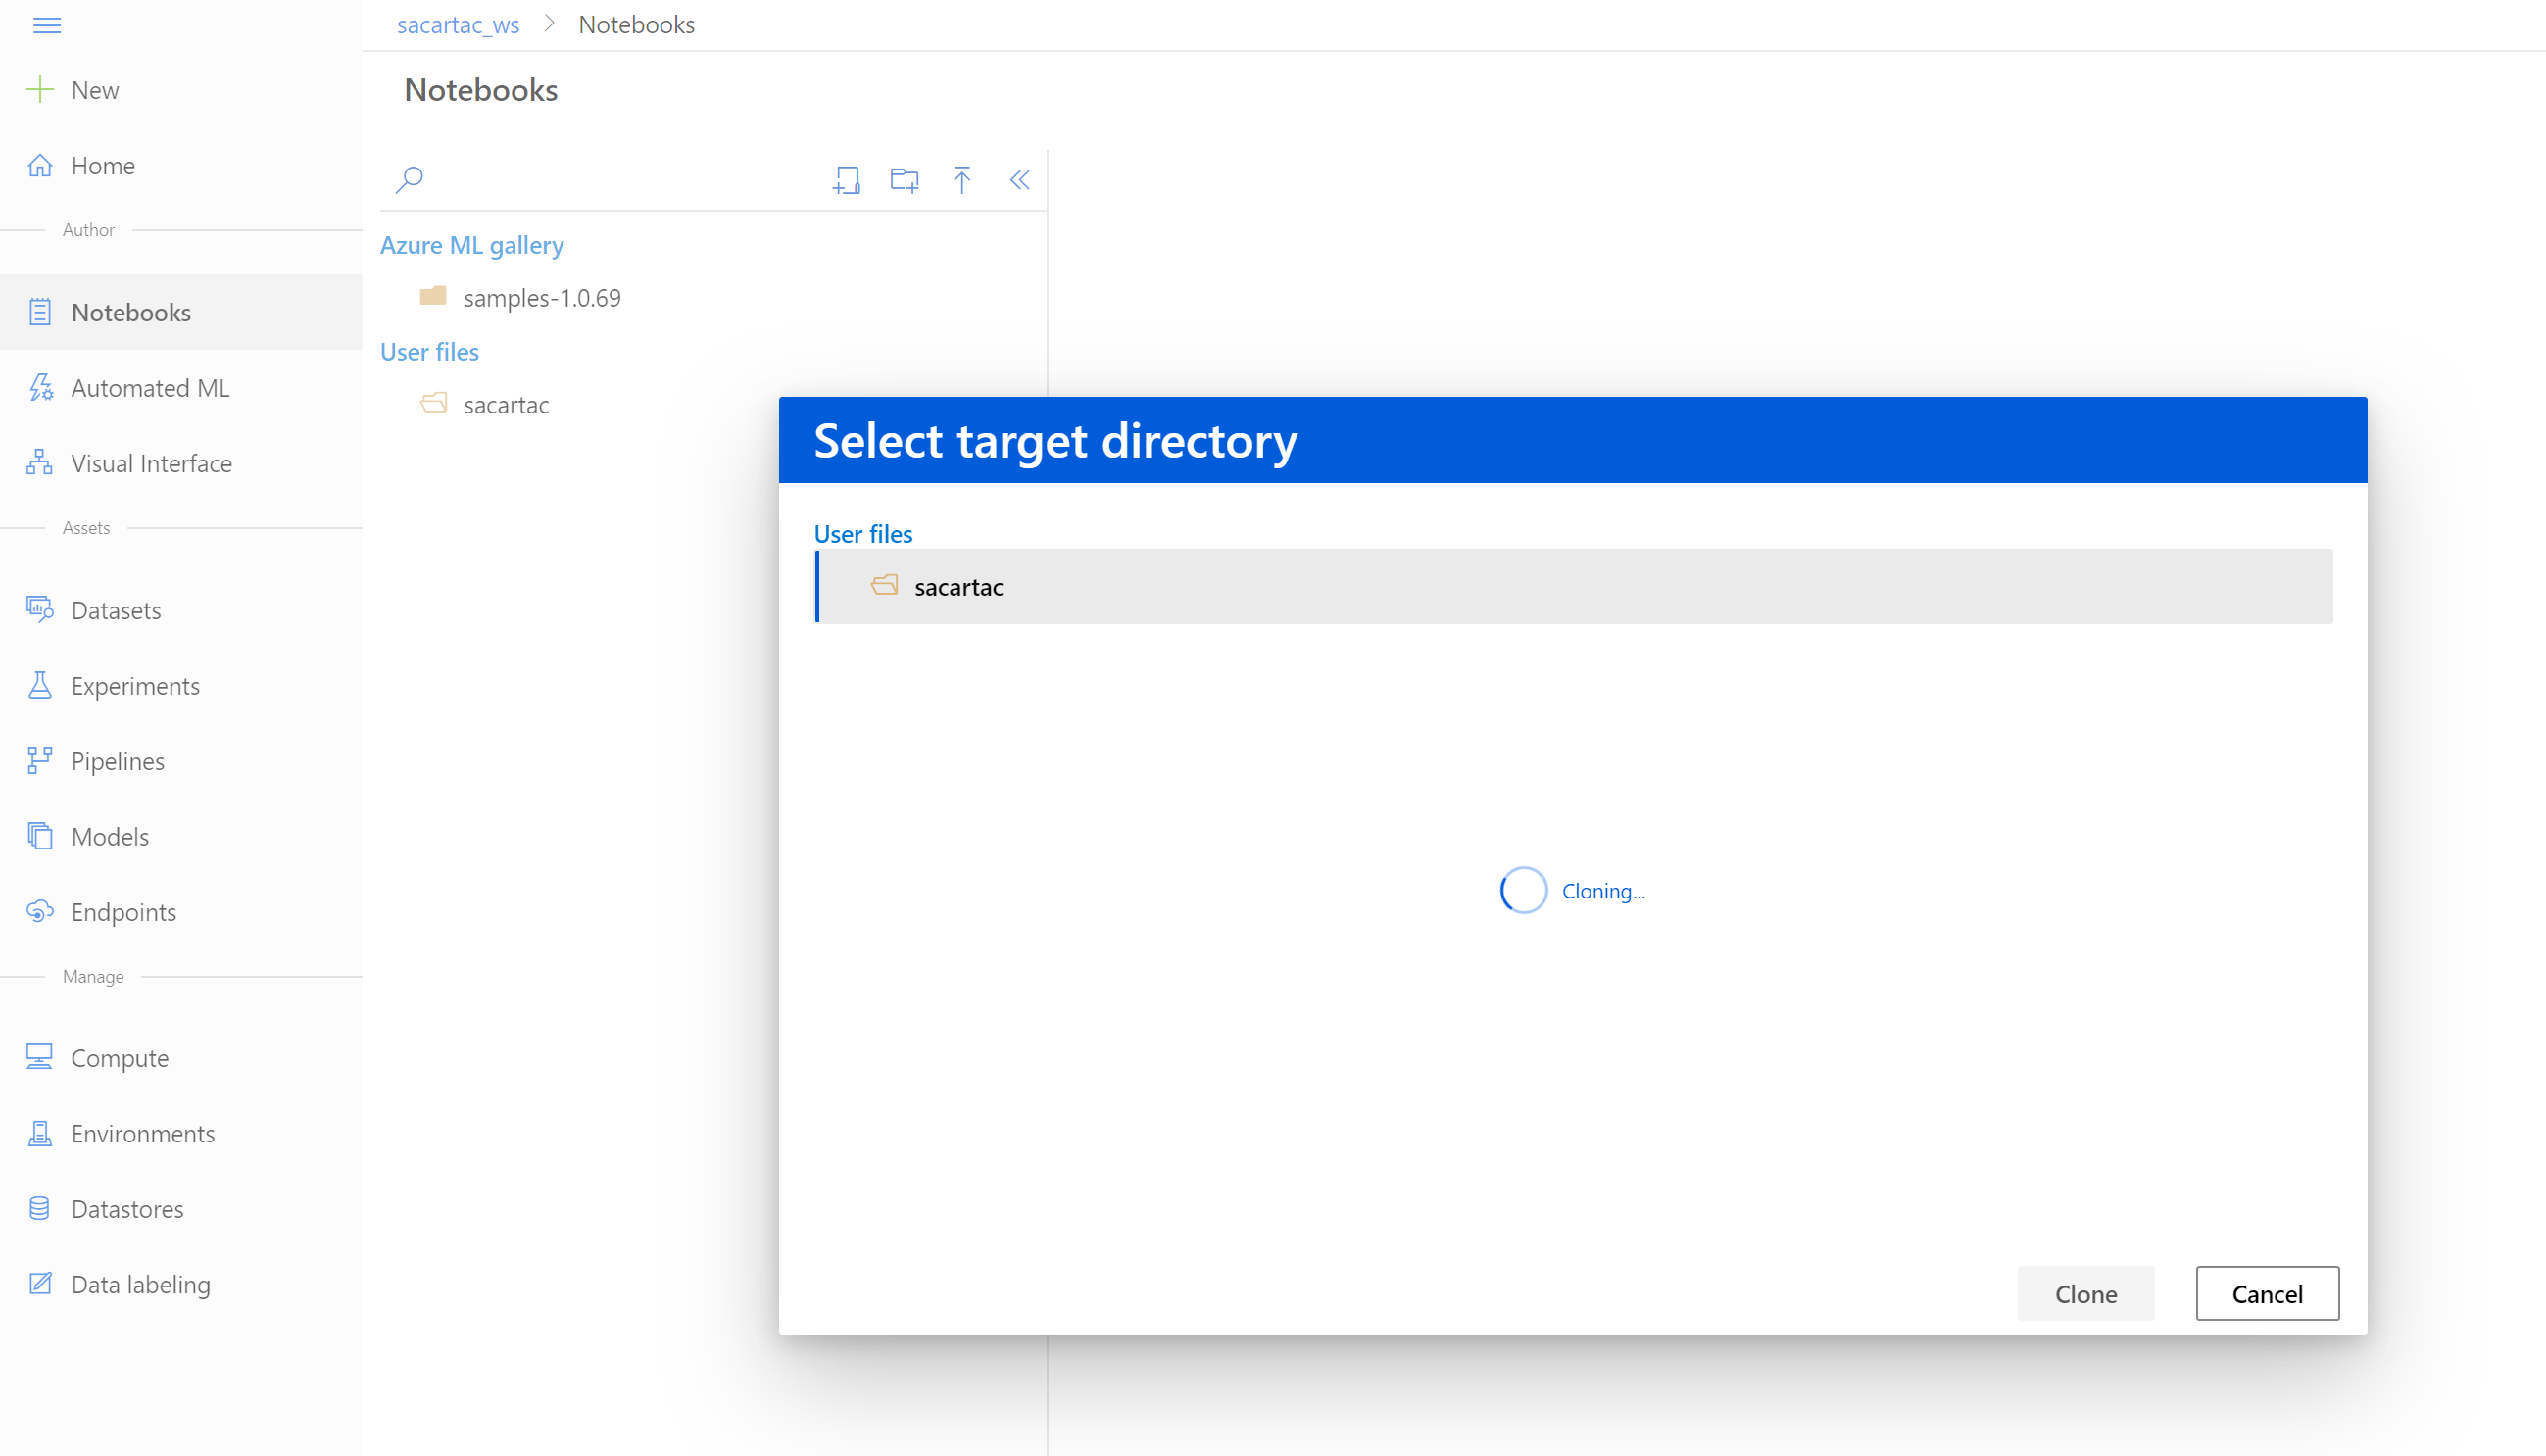 sacartac_ws > Notebooks
New
Home
Author
Notebooks
Automated ML
Visual Interface
Assets
Datasets
Experiments
Pipelines
Models
Endpoints
Manage
Compute
Environments
Datastores
Data labeling
Notebooks
Azure ML gallery
samples-1.0.69
User files
sacartac
Select target directory
User files
sacartac
Cloning...
Clone
Cancel